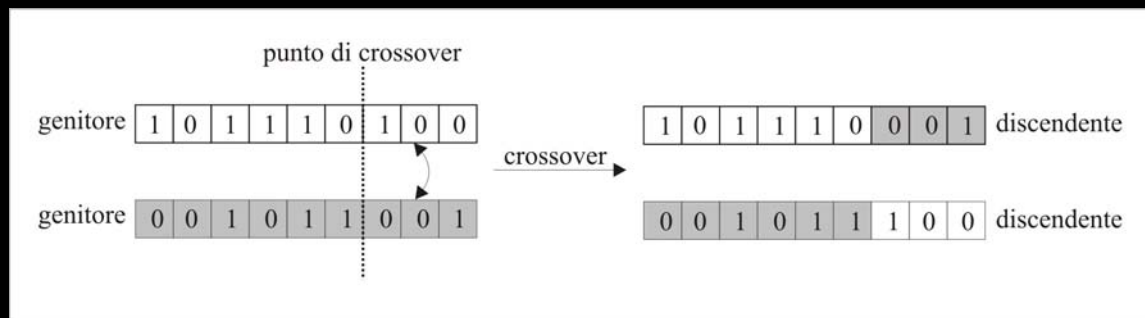 punto di crossover
genitore 1 0 1 1 1 0 1 0 0
1 0 1 1 1 0 0 0 1 discendente
crossover
genitore 0 0 1 0 1 1 0 0 1
0 0 1 0 1 1 1 0 0 discendente